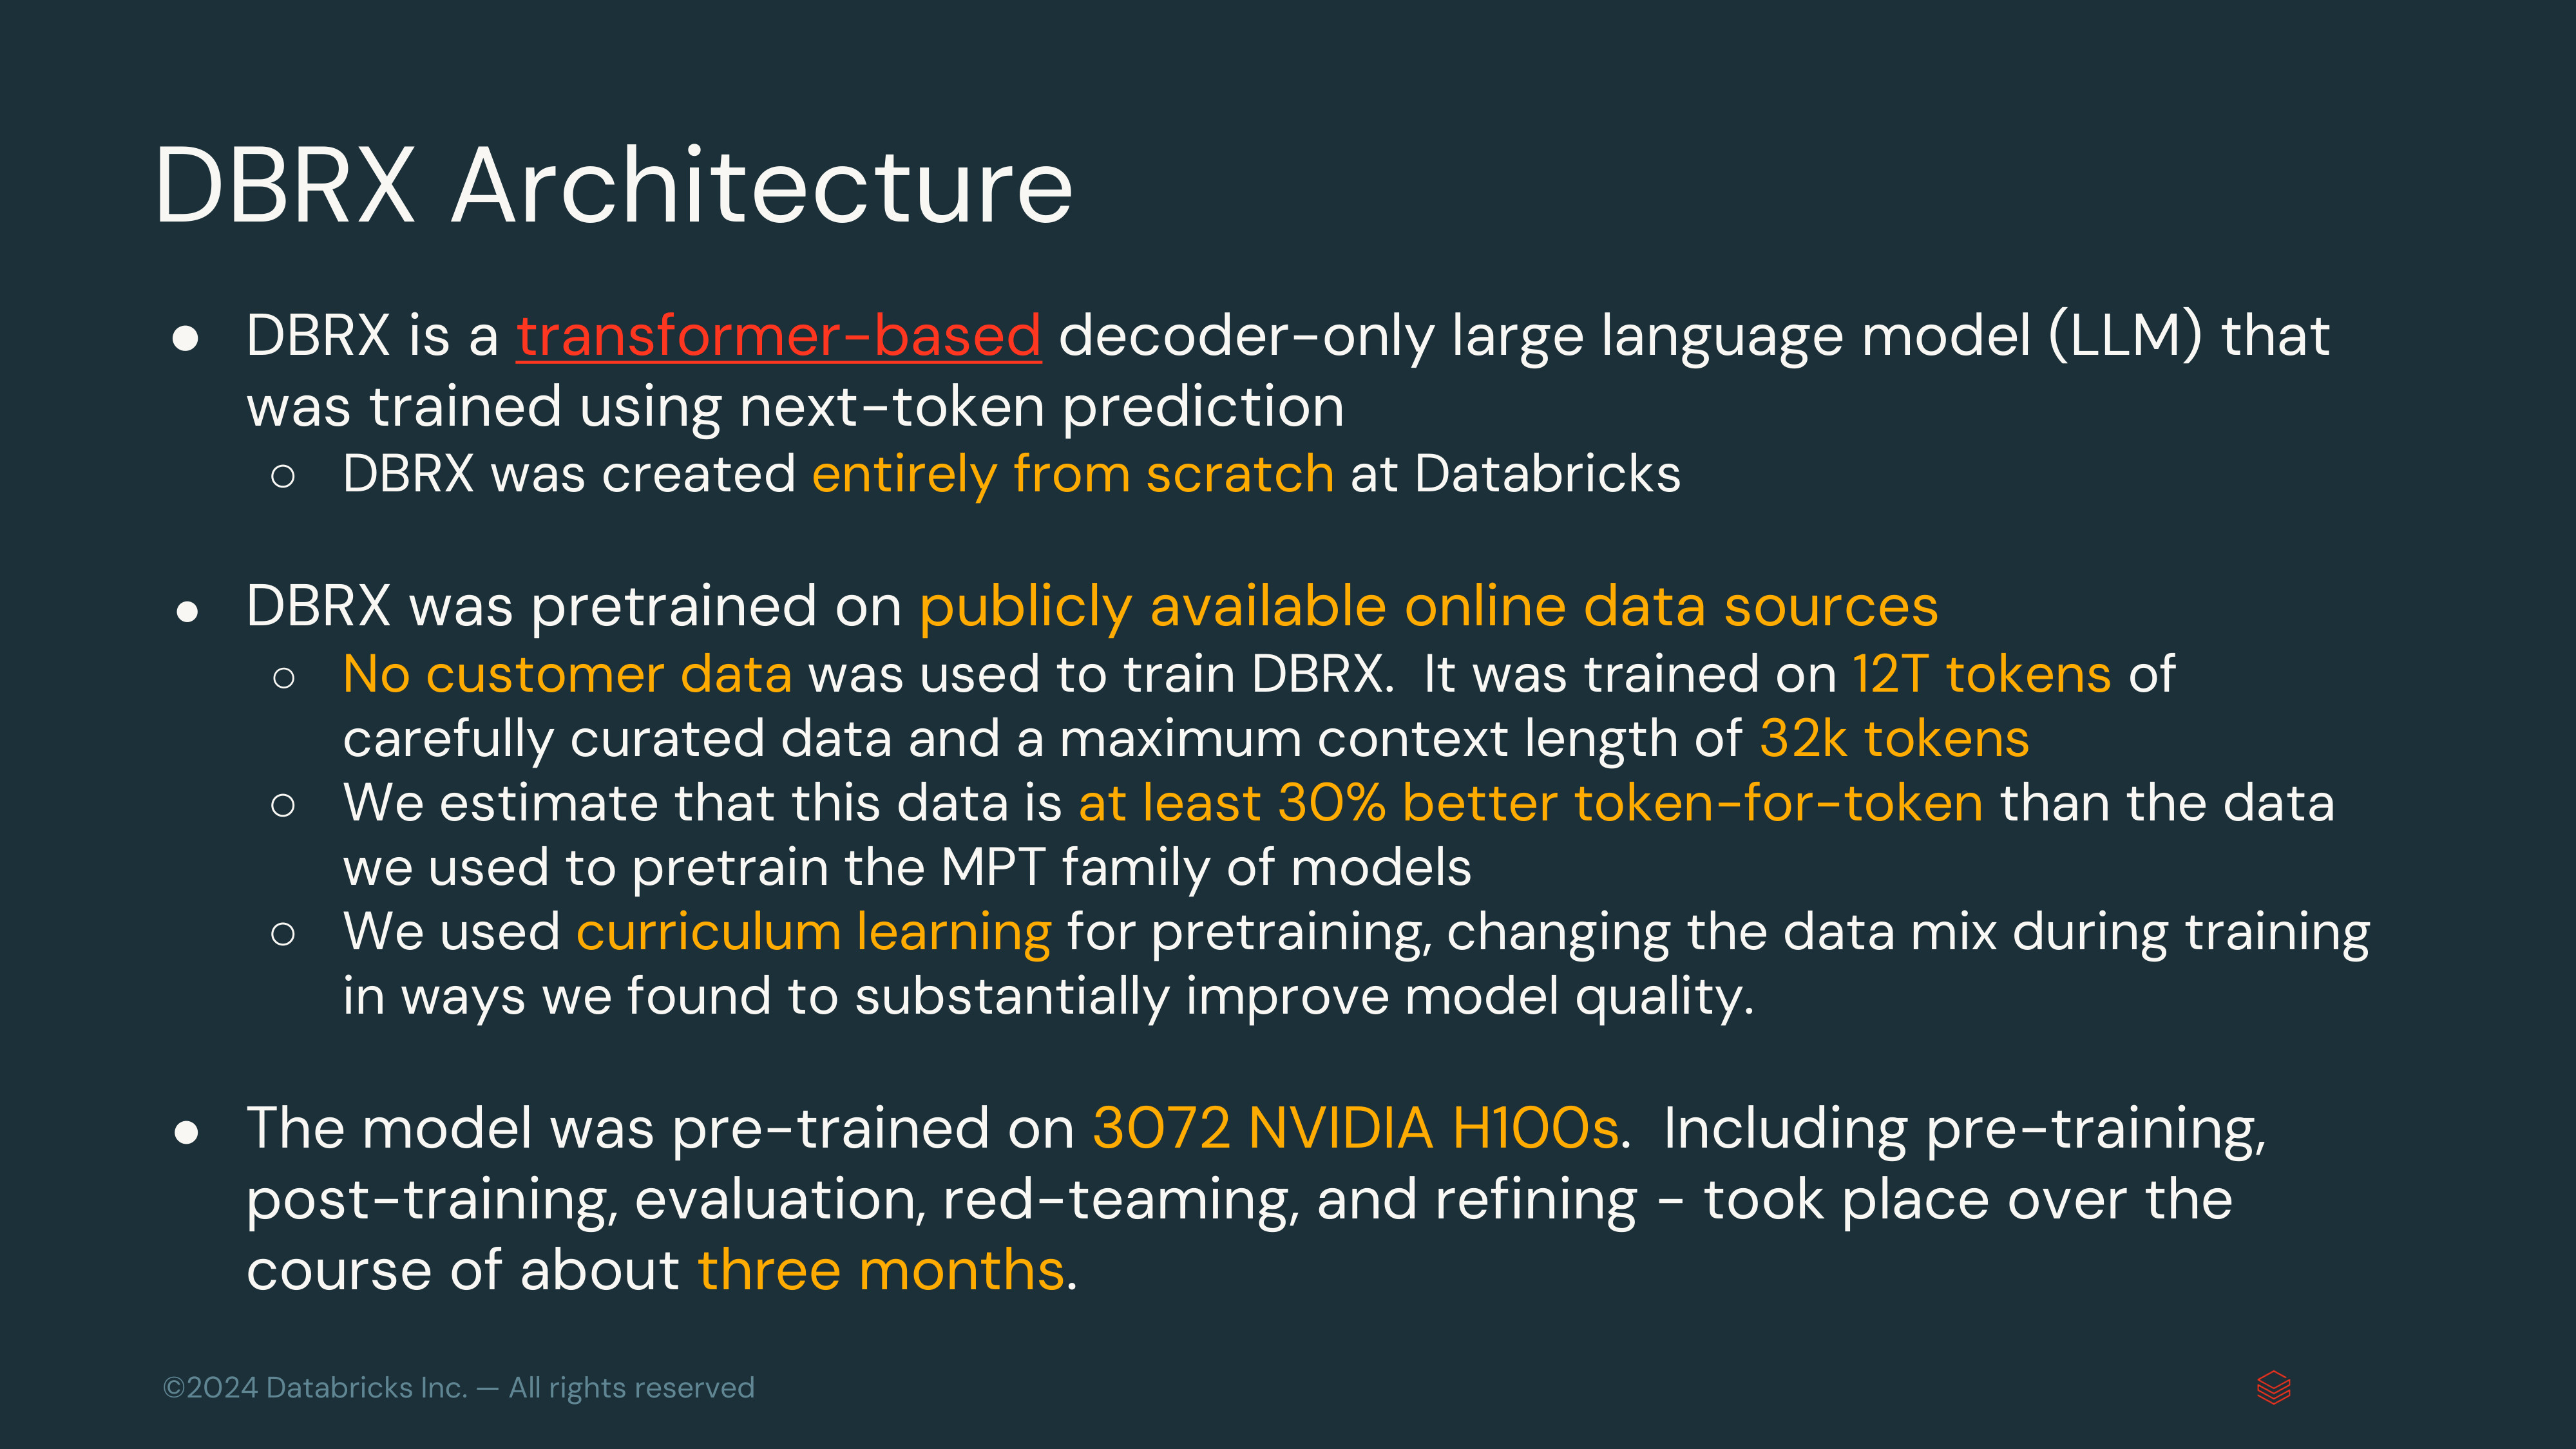 DBRX Architecture
● DBRX is a transformer-based decoder-only large language model (LLM) that
was trained using next-token prediction
○ DBRX was created entirely from scratch at Databricks
● DBRX was pretrained on publicly available online data sources
○ No customer data was used to train DBRX.  It was trained on 12T tokens of
carefully curated data and a maximum context length of 32k tokens
○ We estimate that this data is at least 30% better token-for-token than the data
we used to pretrain the MPT family of models
○ We used curriculum learning for pretraining, changing the data mix during training
in ways we found to substantially improve model quality.
● The model was pre-trained on 3072 NVIDIA H100s.  Including pre-training,
post-training, evaluation, red-teaming, and refining - took place over the
course of about three months.
©2024 Databricks Inc. — All rights reserved